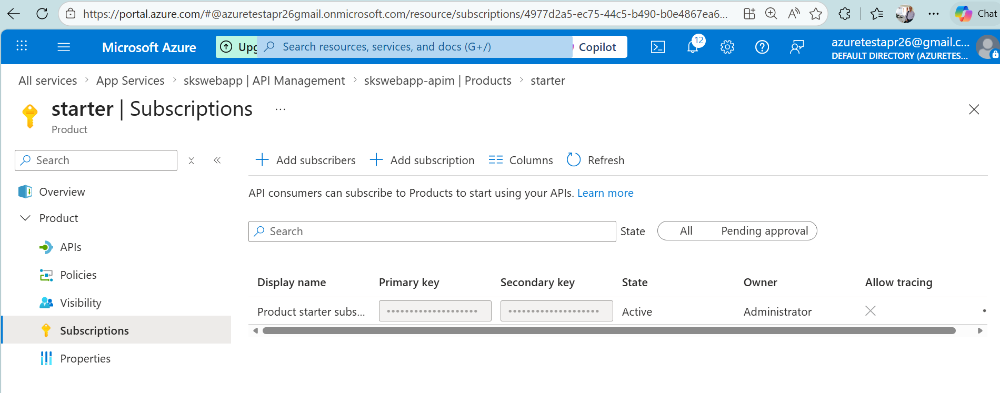 https://portal.azure.com/#@azuretestapr26gmail.onmicrosoft.com/resource/subscriptions/4977d2a5-ec75-44c5-b490-b0e4867ea6...
Chat
Microsoft Azure
Upg
Search resources, services, and docs (G+/)
Copilot
12
azuretestapr26@gmail.c...
DEFAULT DIRECTORY (AZURETES...
All services > App Services > skswebapp | API Management > skswebapp-apim | Products > starter
starter | Subscriptions ...
Product
Search
Add subscribers
Add subscription
Columns
Refresh
Overview
Product
APIs
Policies
Visibility
Subscriptions
Properties
API consumers can subscribe to Products to start using your APIs. Learn more
Search
State
All
Pending approval
Display name Primary key Secondary key State Owner Allow tracing
Product starter subs... •••••••••••••••••••• •••••••••••••••••••• Active Administrator